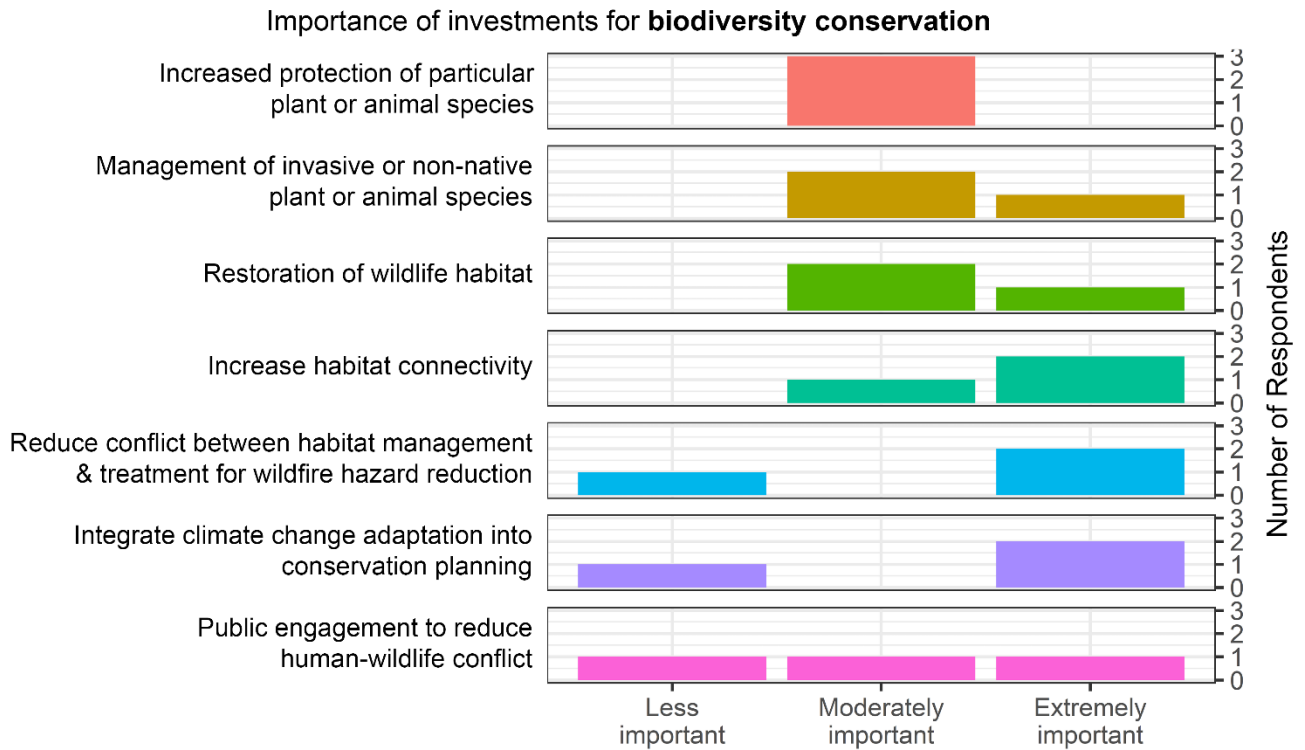 Importance of investments for biodiversity conservation
Increased protection of particular
plant or animal species
3
2
1
0
Management of invasive or non-native
plant or animal species
3
2
1
0
Restoration of wildlife habitat
3
2
1
0
Increase habitat connectivity
3
2
1
0
Reduce conflict between habitat management
& treatment for wildfire hazard reduction
3
2
1
0
Integrate climate change adaptation into
conservation planning
3
2
1
0
Public engagement to reduce
human-wildlife conflict
3
2
1
0
Number of Respondents
Less
important
Moderately
important
Extremely
important